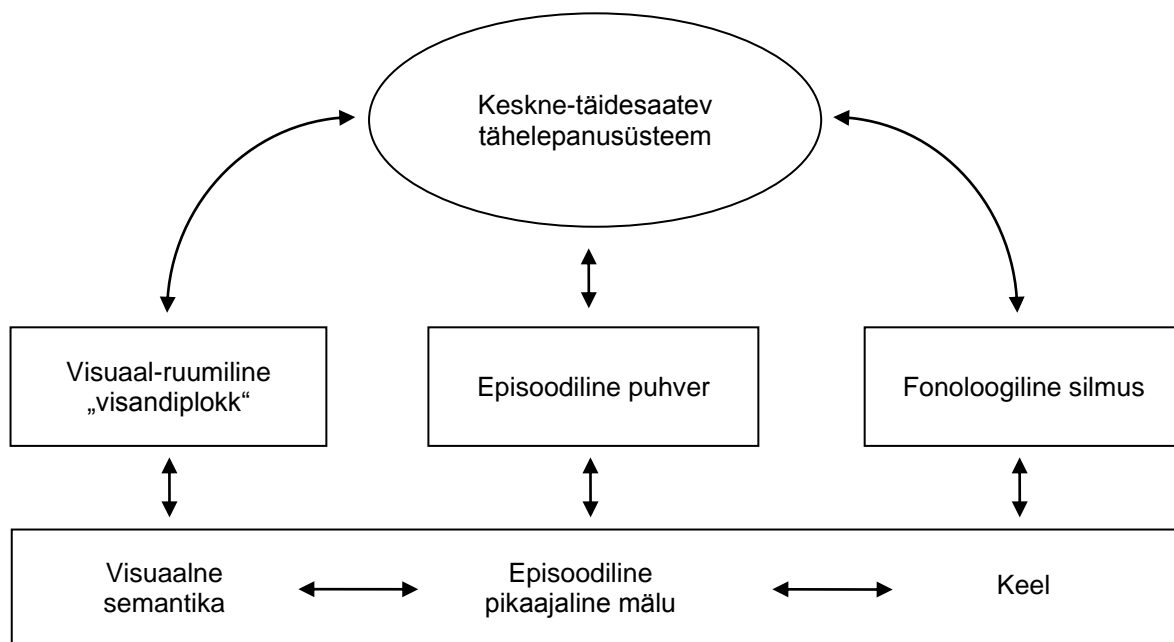 Keskne-täidesaatev
tähelepanusüsteem
Visuaal-ruumiline
„visandiplokk“
Episoodiline puhver
Fonoloogiline silmus
Visuaalne
semantika
Episoodiline
pikaajaline mälu
Keel